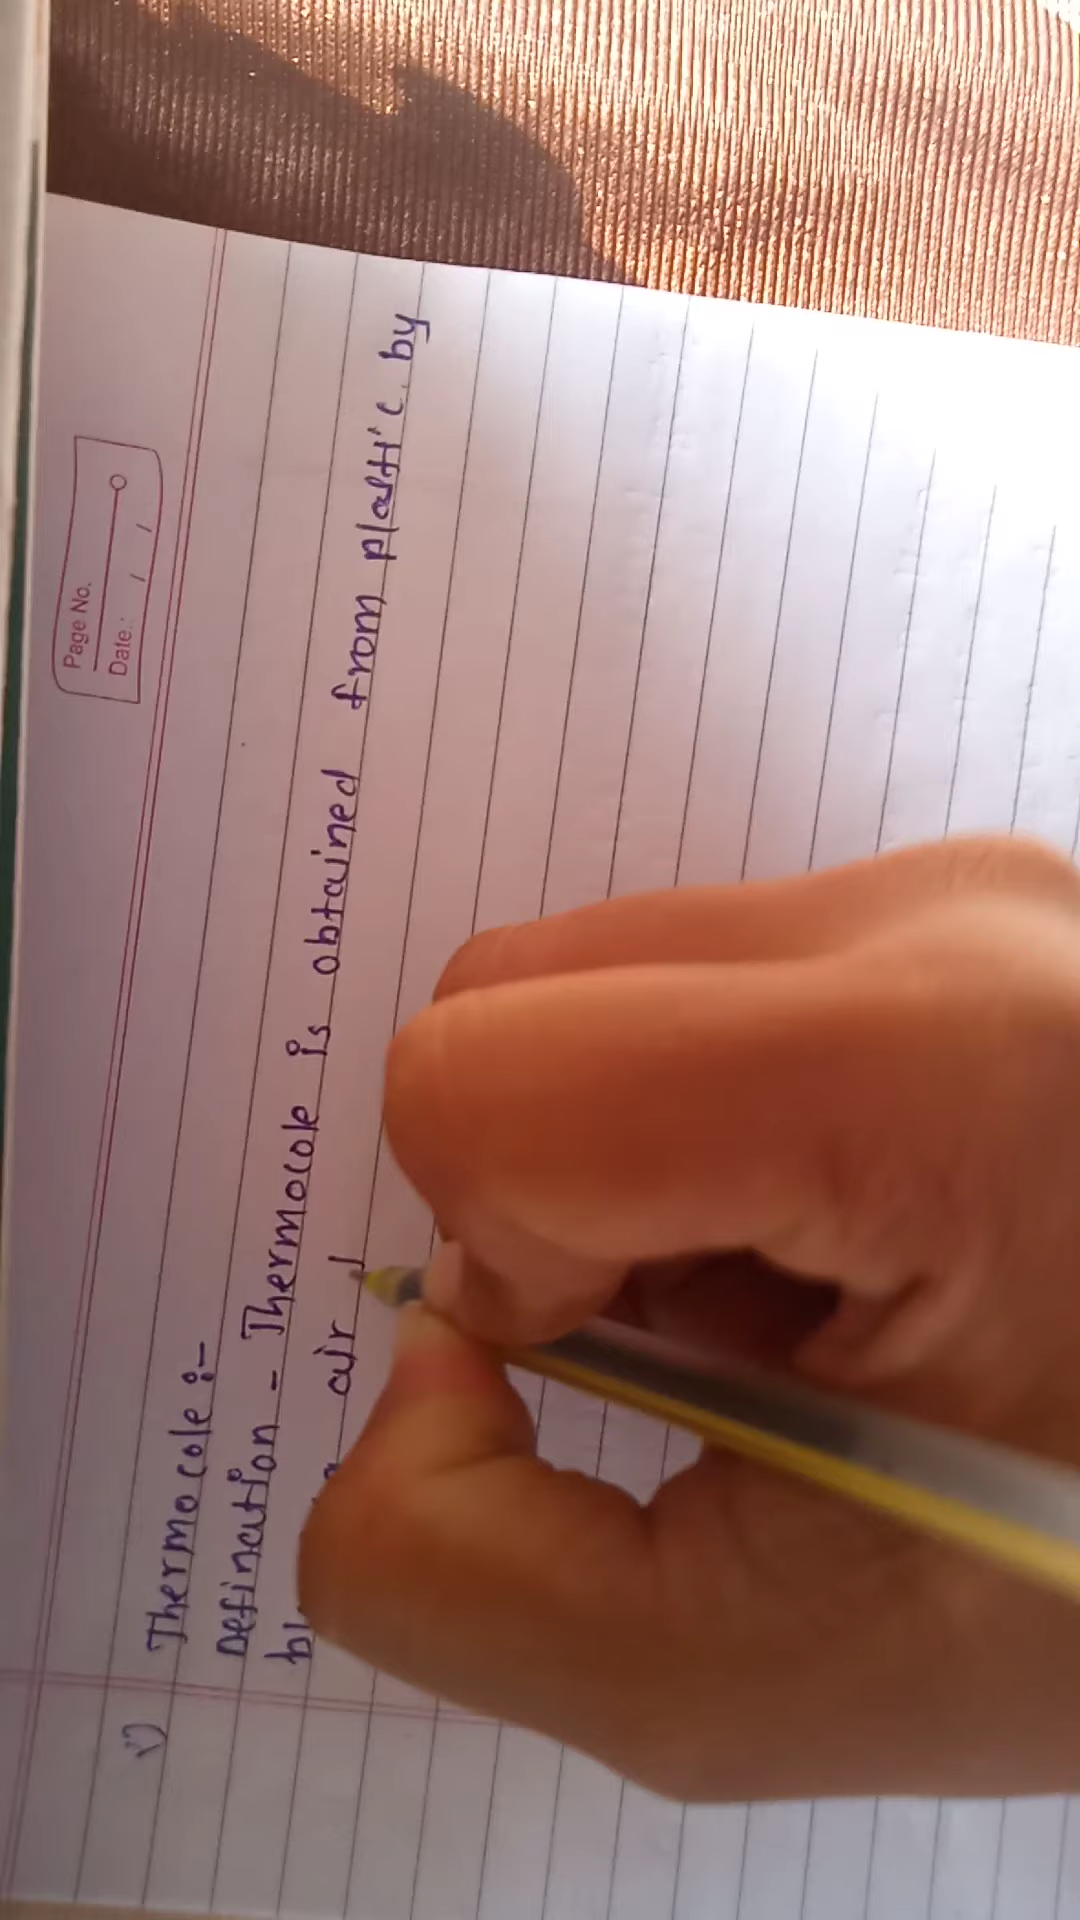 Page No.
Date: / /
1) Thermocole :-
Defination - Thermocole is obtained from plastic by
air